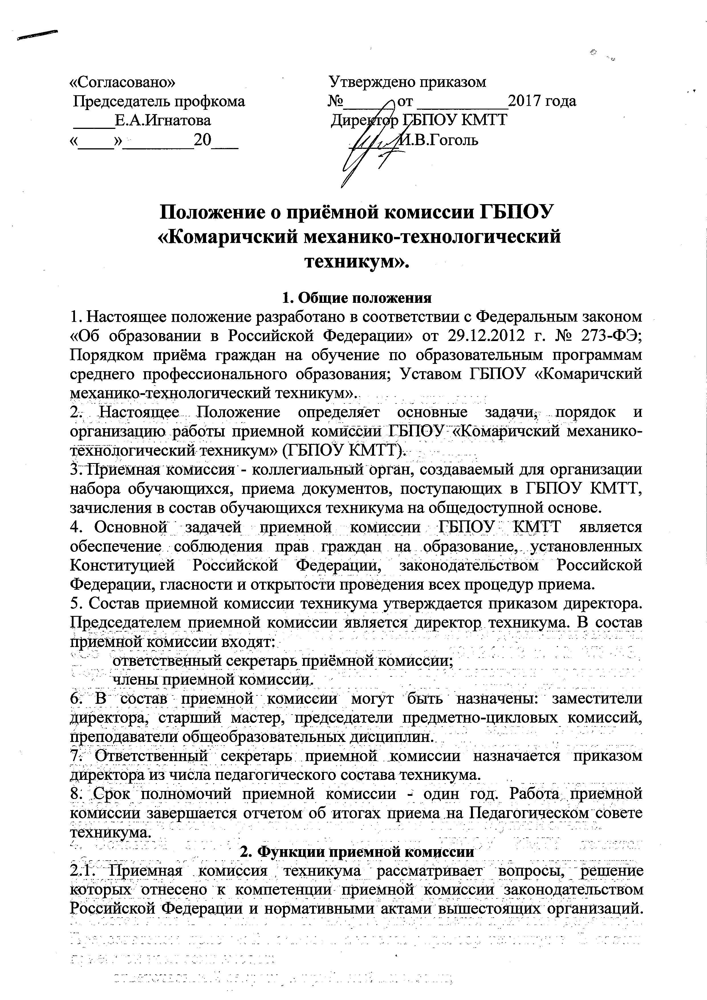 «Согласовано» Утверждено приказом
Председатель профкома №______ от ___________2017 года
_____Е.А.Игнатова Директор ГБПОУ КМТТ
«____»________20___ ______И.В.Гоголь
Положение о приёмной комиссии ГБПОУ
«Комаричский механико-технологический
техникум».
1. Общие положения
1. Настоящее положение разработано в соответствии с Федеральным законом
«Об образовании в Российской Федерации» от 29.12.2012 г. № 273-ФЭ;
Порядком приёма граждан на обучение по образовательным программам
среднего профессионального образования; Уставом ГБПОУ «Комаричский
механико-технологический техникум».
2. Настоящее Положение определяет основные задачи, порядок и
организацию работы приемной комиссии ГБПОУ «Комаричский механико-
технологический техникум» (ГБПОУ КМТТ).
3. Приемная комиссия - коллегиальный орган, создаваемый для организации
набора обучающихся, приема документов, поступающих в ГБПОУ КМТТ,
зачисления в состав обучающихся техникума на общедоступной основе.
4. Основной задачей приемной комиссии ГБПОУ КМТТ является
обеспечение соблюдения прав граждан на образование, установленных
Конституцией Российской Федерации, законодательством Российской
Федерации, гласности и открытости проведения всех процедур приема.
5. Состав приемной комиссии техникума утверждается приказом директора.
Председателем приемной комиссии является директор техникума. В состав
приемной комиссии входят:
ответственный секретарь приёмной комиссии;
члены приемной комиссии.
6. В состав приемной комиссии могут быть назначены: заместители
директора, старший мастер, председатели предметно-цикловых комиссий,
преподаватели общеобразовательных дисциплин.
7. Ответственный секретарь приемной комиссии назначается приказом
директора из числа педагогического состава техникума.
8. Срок полномочий приемной комиссии - один год. Работа приемной
комиссии завершается отчетом об итогах приема на Педагогическом совете
техникума.
2. Функции приемной комиссии
2.1. Приемная комиссия техникума рассматривает вопросы, решение
которых отнесено к компетенции приемной комиссии законодательством
Российской Федерации и нормативными актами вышестоящих организаций.